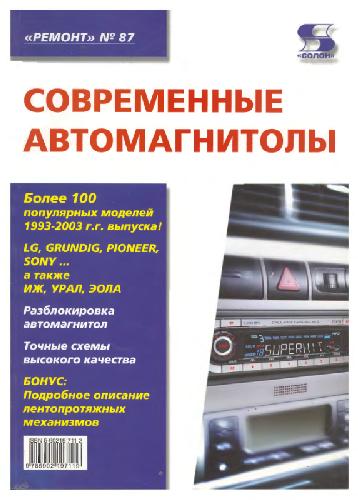 «РЕМОНТ» № 87
«СОЛОН»
СОВРЕМЕННЫЕ
АВТОМАГНИТОЛЫ
Более 100
популярных моделей
1993-2003 г.г. выпуска!
LG, GRUNDIG, PIONEER,
SONY ...
а также
ИЖ, УРАЛ, ЭОЛА
Разблокировка
автомагнитол
Точные схемы
высокого качества
БОНУС:
Подробное описание
лентопротяжных
механизмов
SUPERHIT